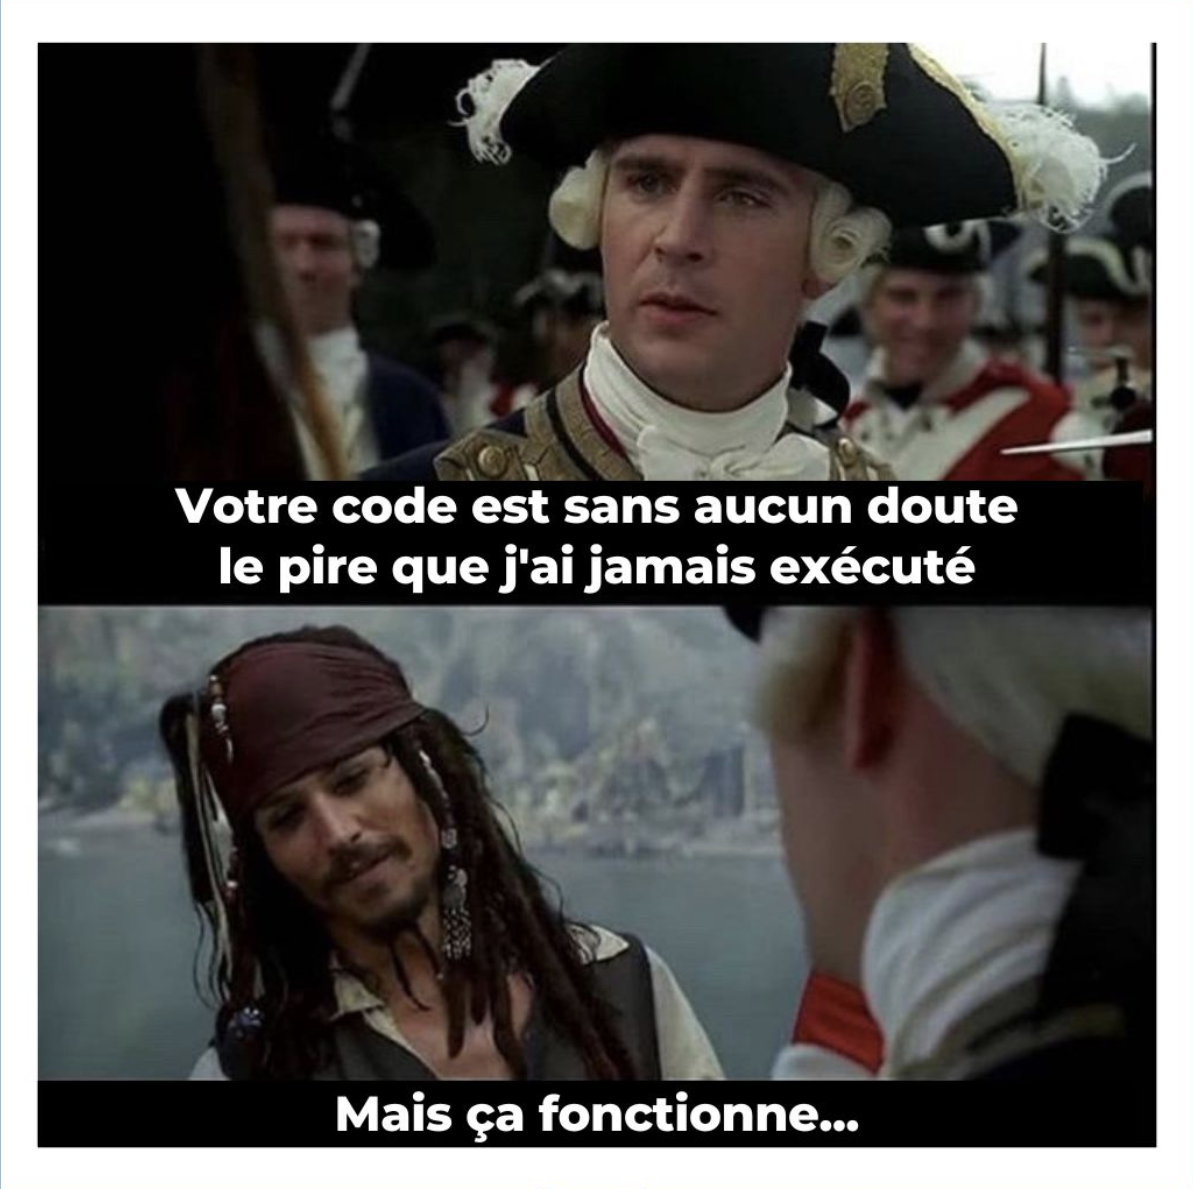 Votre code est sans aucun doute
le pire que j'ai jamais exécuté
Mais ça fonctionne...